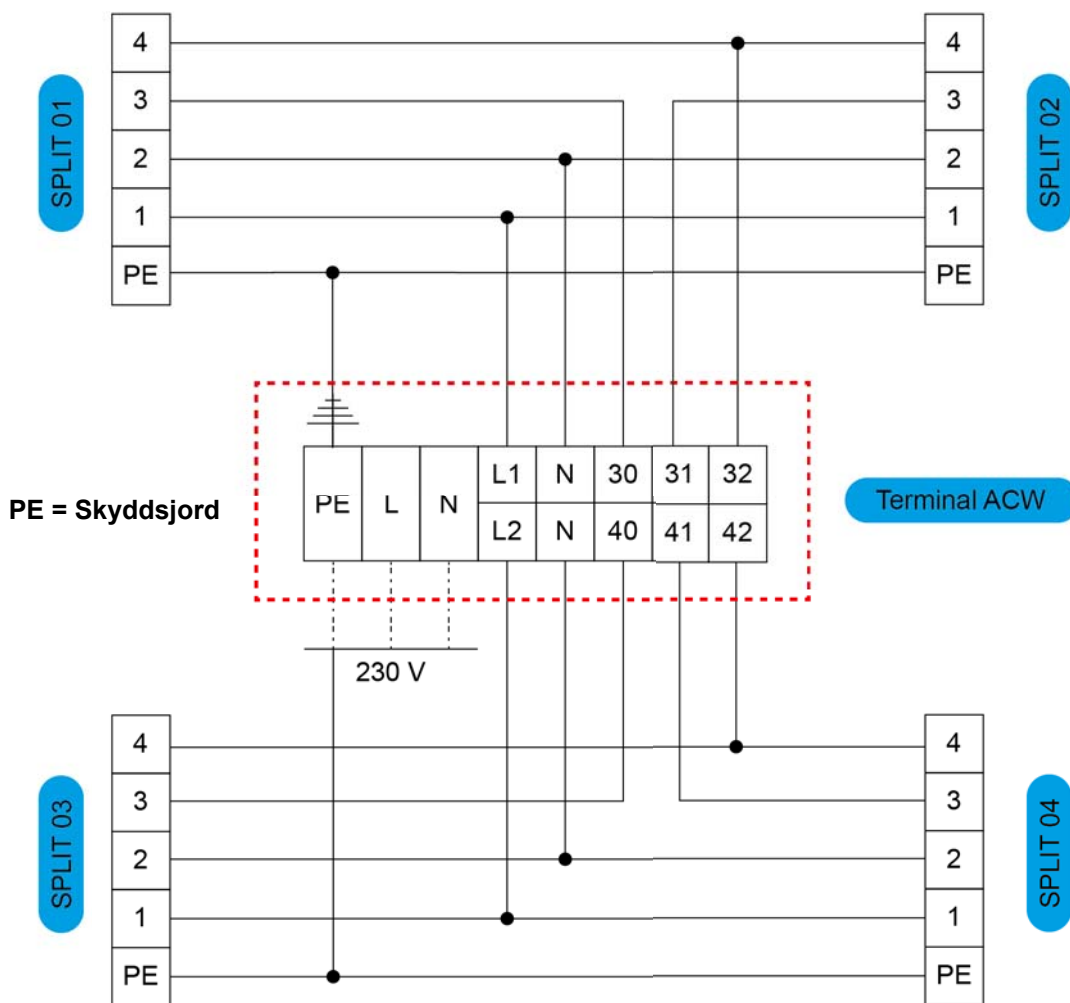 4
3
2
1
PE
SPLIT 01
4
3
2
1
PE
SPLIT 02
PE = Skyddsjord
PE L N L1 N 30 31 32
L2 N 40 41 42
Terminal ACW
230 V
4
3
2
1
PE
SPLIT 03
4
3
2
1
PE
SPLIT 04